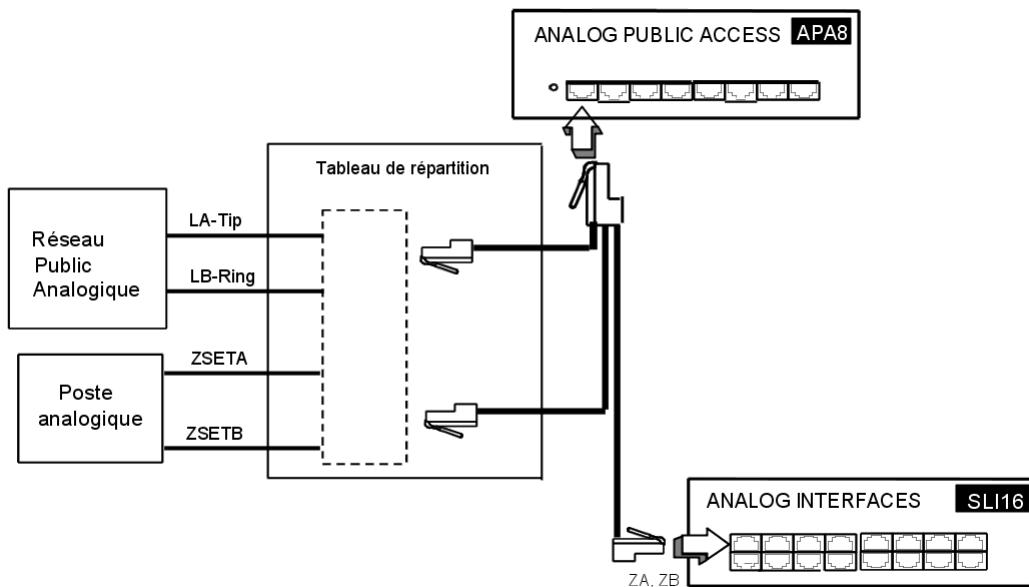 ANALOG PUBLIC ACCESS APA8
Tableau de répartition
Réseau
Public
Analogique
LA-Tip
LB-Ring
Poste
analogique
ZSETA
ZSETB
ANALOG INTERFACES SLI16
ZA, ZB